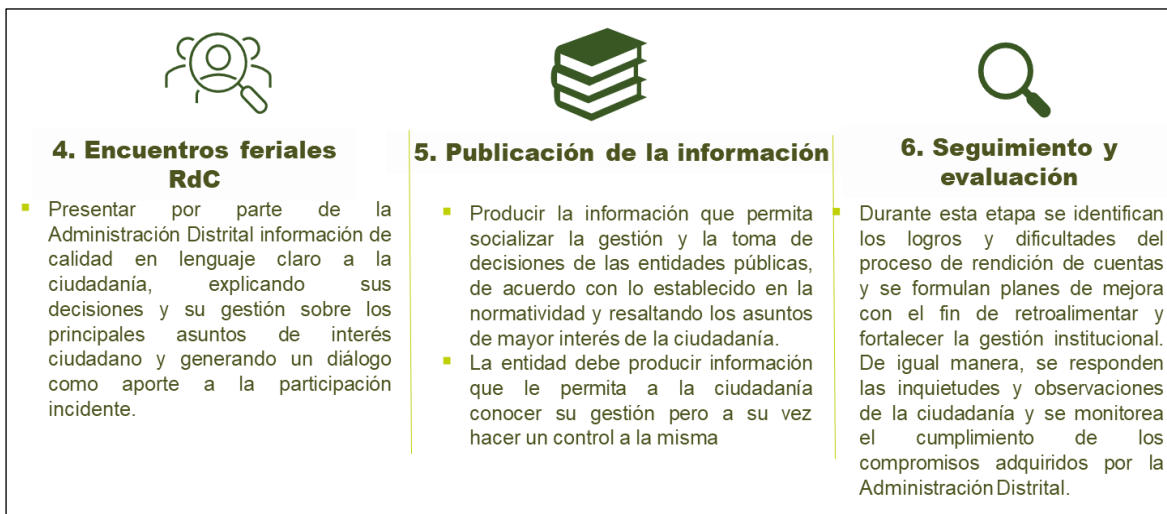 4. Encuentros feriales
RdC
▪ Presentar por parte de la
Administración Distrital información de
calidad en lenguaje claro a la
ciudadanía, explicando sus
decisiones y su gestión sobre los
principales asuntos de interés
ciudadano y generando un diálogo
como aporte a la participación
incidente.
5. Publicación de la información
▪ Producir la información que permita
socializar la gestión y la toma de
decisiones de las entidades públicas,
de acuerdo con lo establecido en la
normatividad y resaltando los asuntos
de mayor interés de la ciudadanía.
▪ La entidad debe producir información
que le permita a la ciudadanía
conocer su gestión pero a su vez
hacer un control a la misma
6. Seguimiento y
evaluación
▪ Durante esta etapa se identifican
los logros y dificultades del
proceso de rendición de cuentas
y se formulan planes de mejora
con el fin de retroalimentar y
fortalecer la gestión institucional.
De igual manera, se responden
las inquietudes y observaciones
de la ciudadanía y se monitorea
el cumplimiento de los
compromisos adquiridos por la
Administración Distrital.